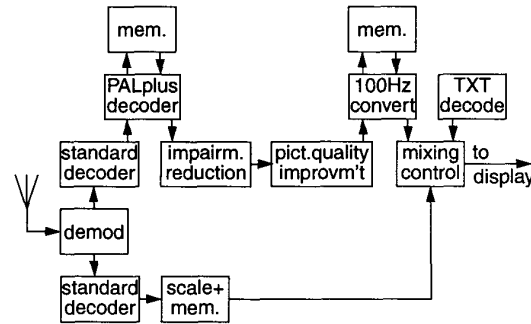 mem.
mem.
PALplus
decoder
100Hz
convert
TXT
decode
standard
decoder
impairm.
reduction
pict.quality
improvm't
mixing
control
to
display
demod
standard
decoder
scale+
mem.